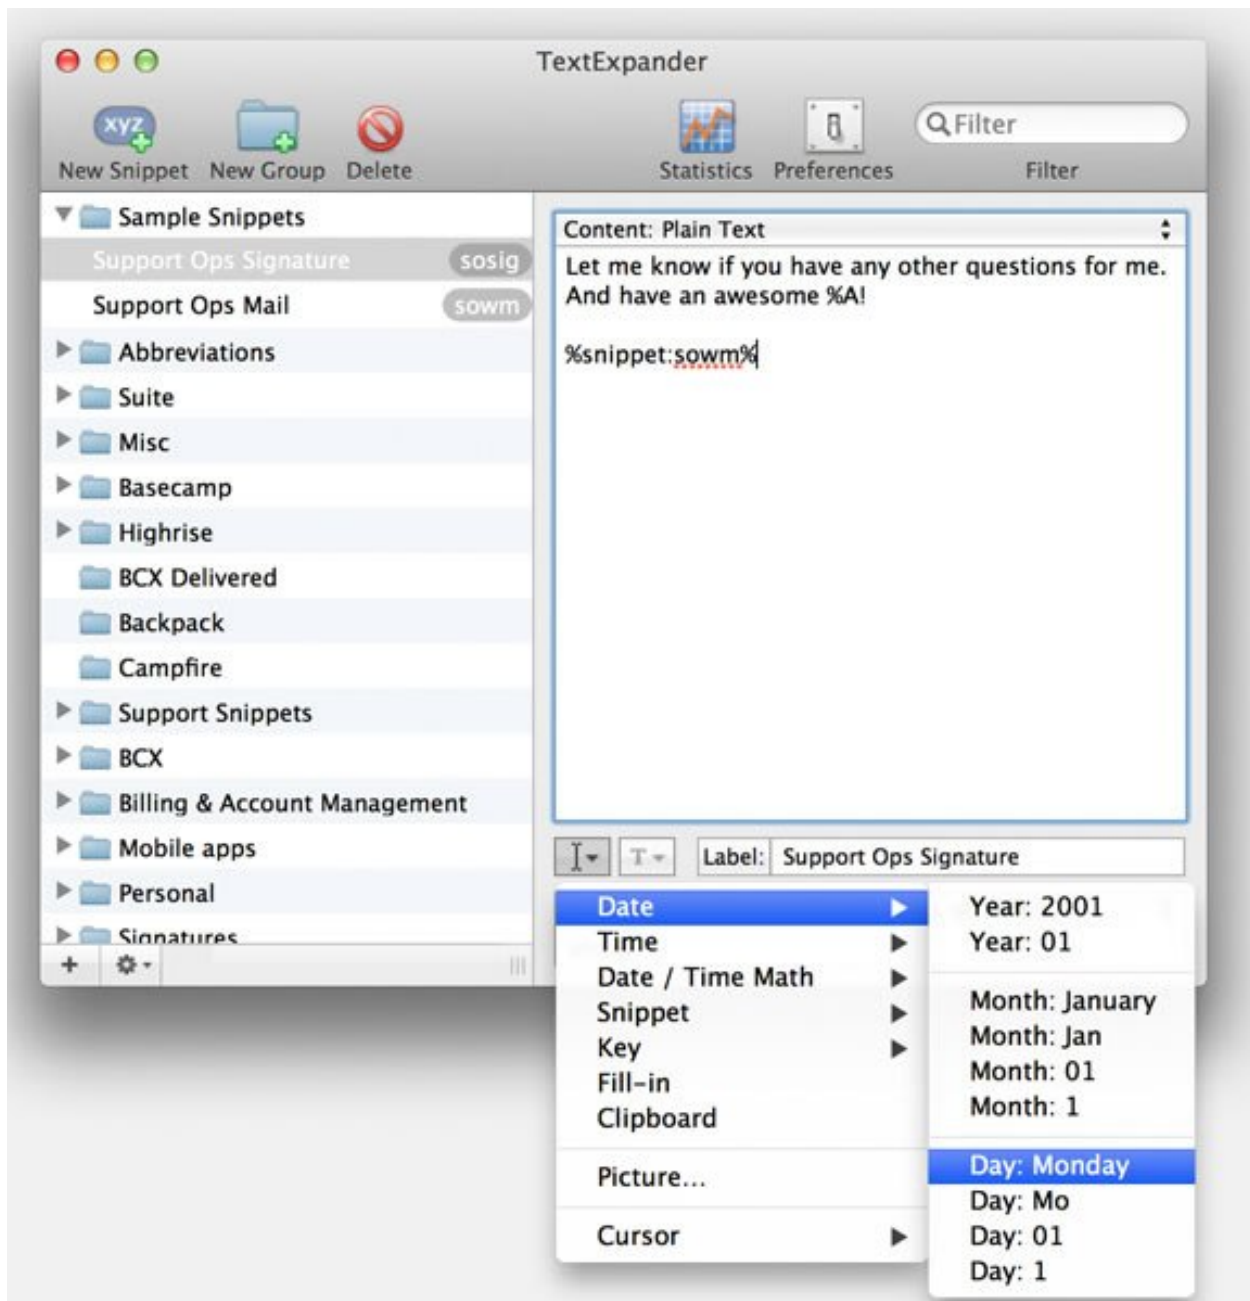 TextExpander
xyz
New Snippet New Group Delete Statistics Preferences Filter
Filter
Sample Snippets
Support Ops Signature sosig
Support Ops Mail sowm
Abbreviations
Suite
Misc
Basecamp
Highrise
BCX Delivered
Backpack
Campfire
Support Snippets
BCX
Billing & Account Management
Mobile apps
Personal
Signatures
Content: Plain Text
Let me know if you have any other questions for me.
And have an awesome %A!
%snippet:sowm%
T
Label: Support Ops Signature
Date
Time
Date / Time Math
Snippet
Key
Fill-in
Clipboard
Picture...
Cursor
Year: 2001
Year: 01
Month: January
Month: Jan
Month: 01
Month: 1
Day: Monday
Day: Mo
Day: 01
Day: 1